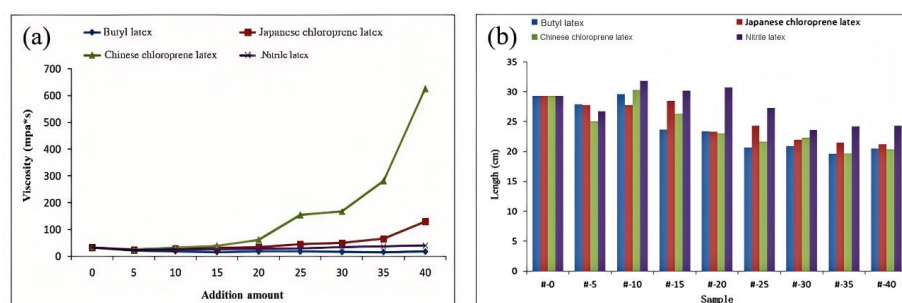 (a)
Butyl latex
Japanese chloroprene latex
Chinese chloroprene latex
Nitrile latex
Viscosity (mpa*s)
700
600
500
400
300
200
100
0
0 5 10 15 20 25 30 35 40
Addition amount
(b)
Butyl latex
Japanese chloroprene latex
Chinese chloroprene latex
Nitrile latex
Length (cm)
35
30
25
20
15
10
5
0
#-0 #-5 #-10 #-15 #-20 #-25 #-30 #-35 #-40
Sample